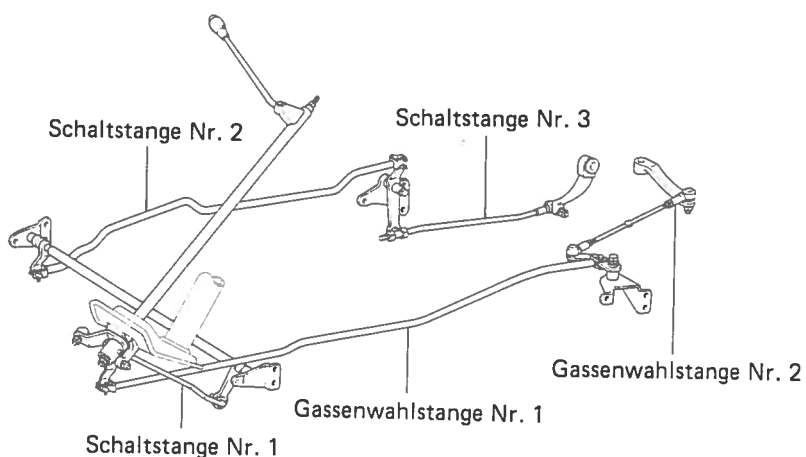 Schaltstange Nr. 2
Schaltstange Nr. 3
Gassenwahlstange Nr. 2
Gassenwahlstange Nr. 1
Schaltstange Nr. 1